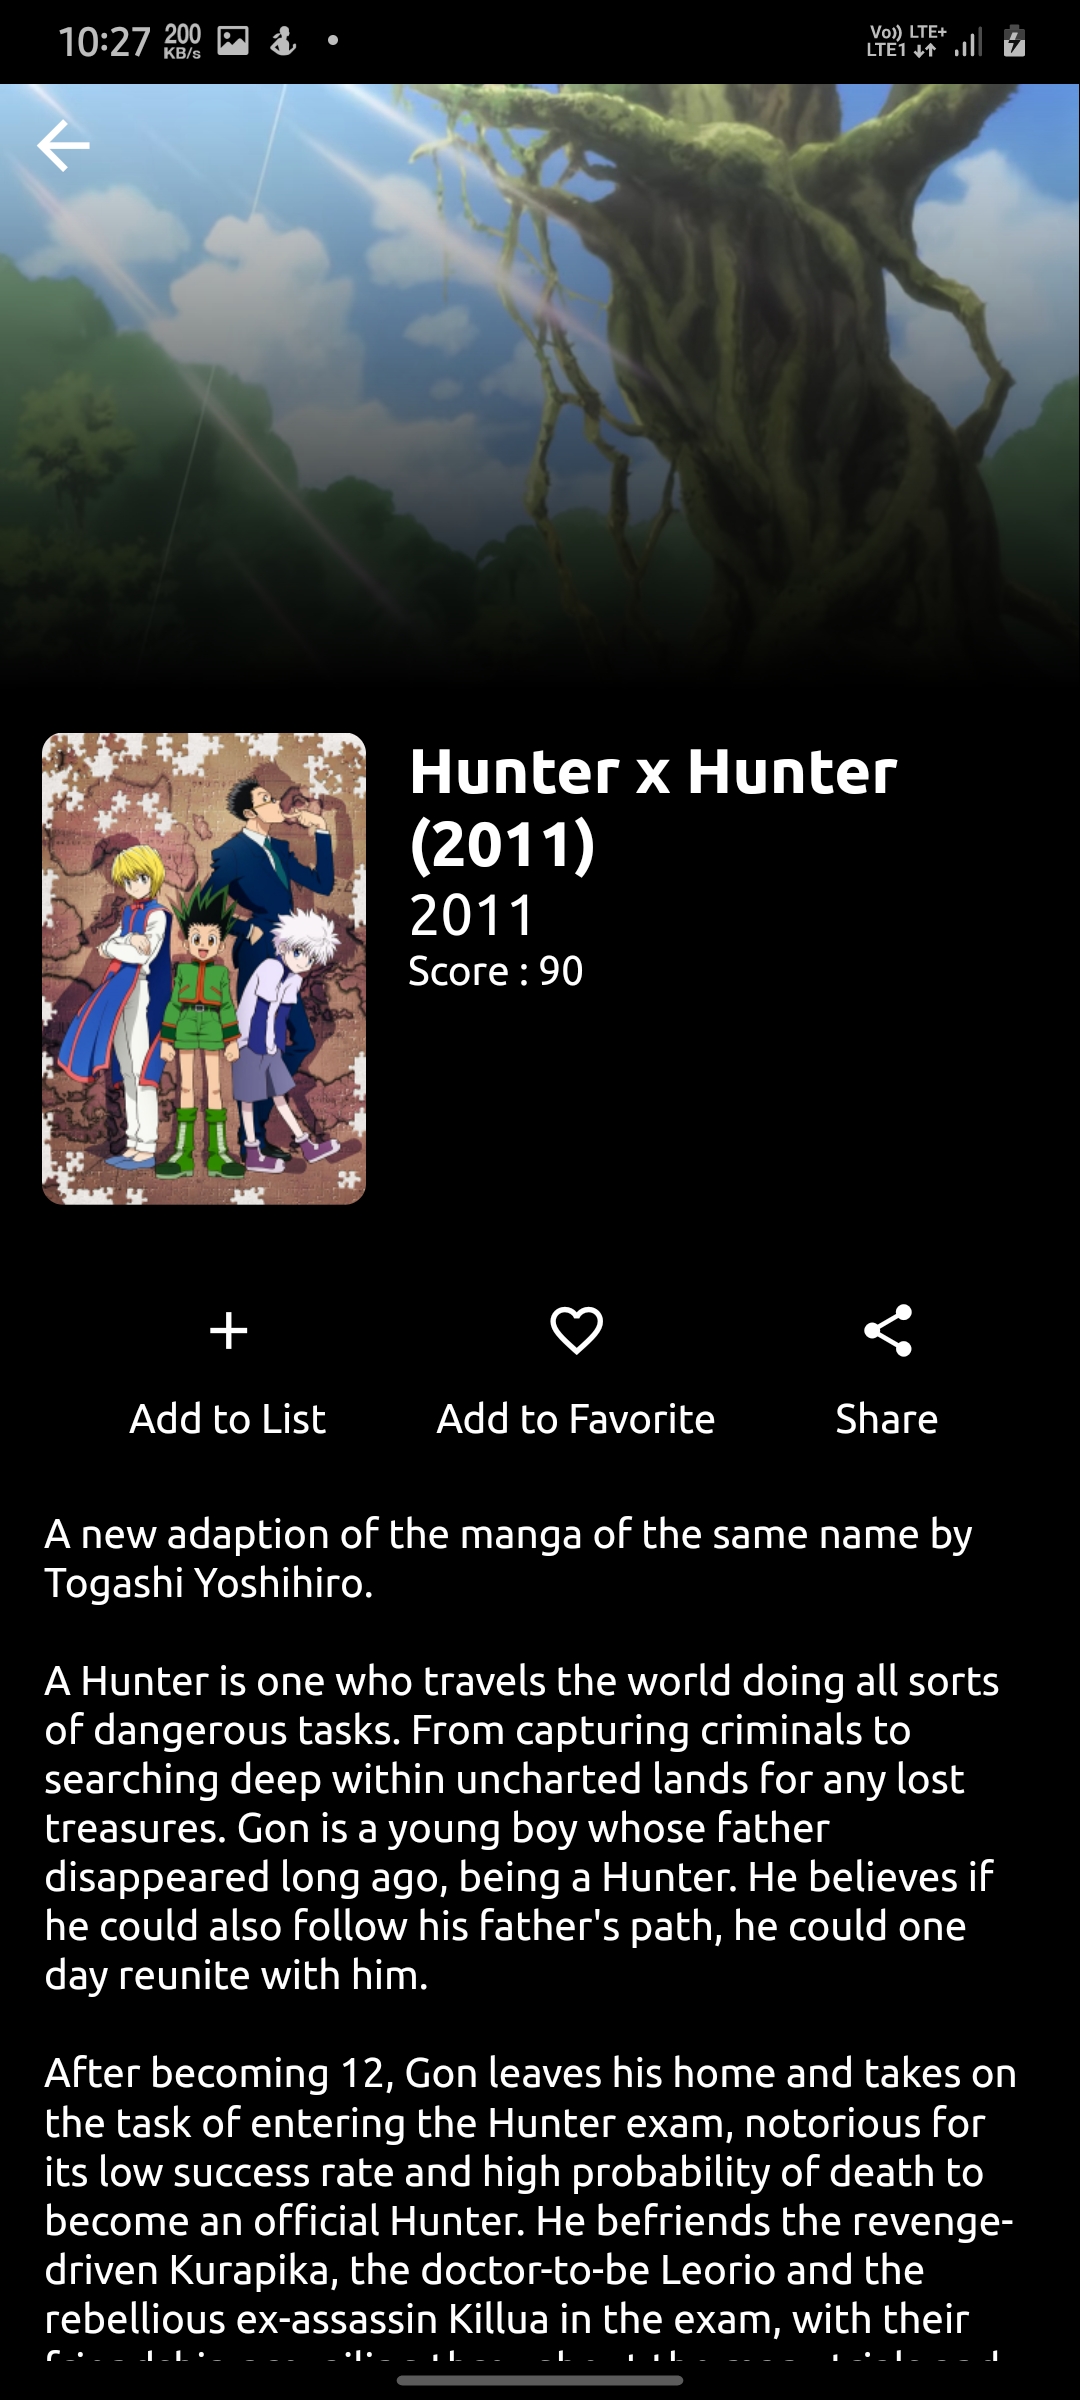 10:27 200 KB/s Vo)) LTE+ LTE1
Hunter x Hunter
(2011)
2011
Score : 90
Add to List Add to Favorite Share
A new adaption of the manga of the same name by
Togashi Yoshihiro.
A Hunter is one who travels the world doing all sorts
of dangerous tasks. From capturing criminals to
searching deep within uncharted lands for any lost
treasures. Gon is a young boy whose father
disappeared long ago, being a Hunter. He believes if
he could also follow his father's path, he could one
day reunite with him.
After becoming 12, Gon leaves his home and takes on
the task of entering the Hunter exam, notorious for
its low success rate and high probability of death to
become an official Hunter. He befriends the revenge-
driven Kurapika, the doctor-to-be Leorio and the
rebellious ex-assassin Killua in the exam, with their